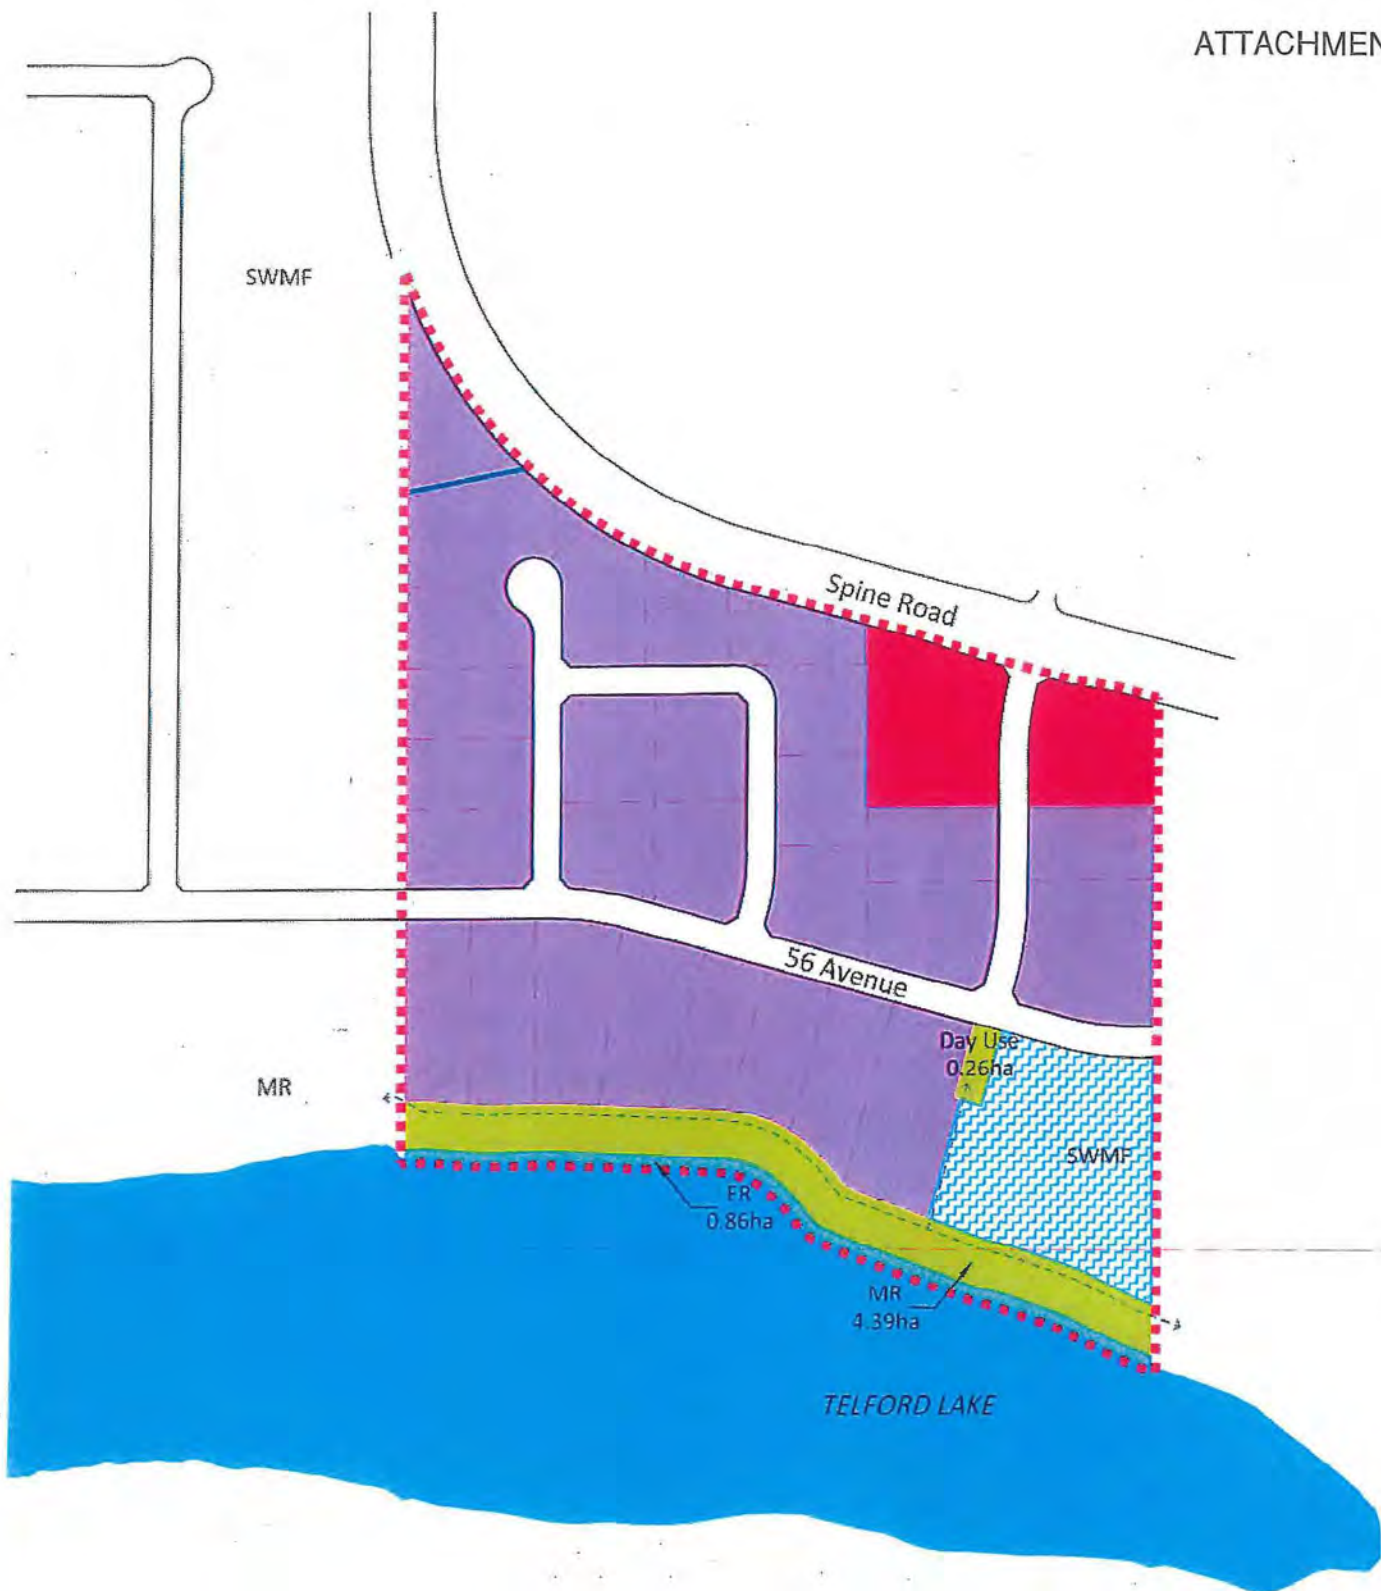 ATTACHMEN
SWMF
Spine Road
56 Avenue
Day Use
0.26ha
MR
SWMF
ER
0.86ha
MR
4.39ha
TELFORD LAKE